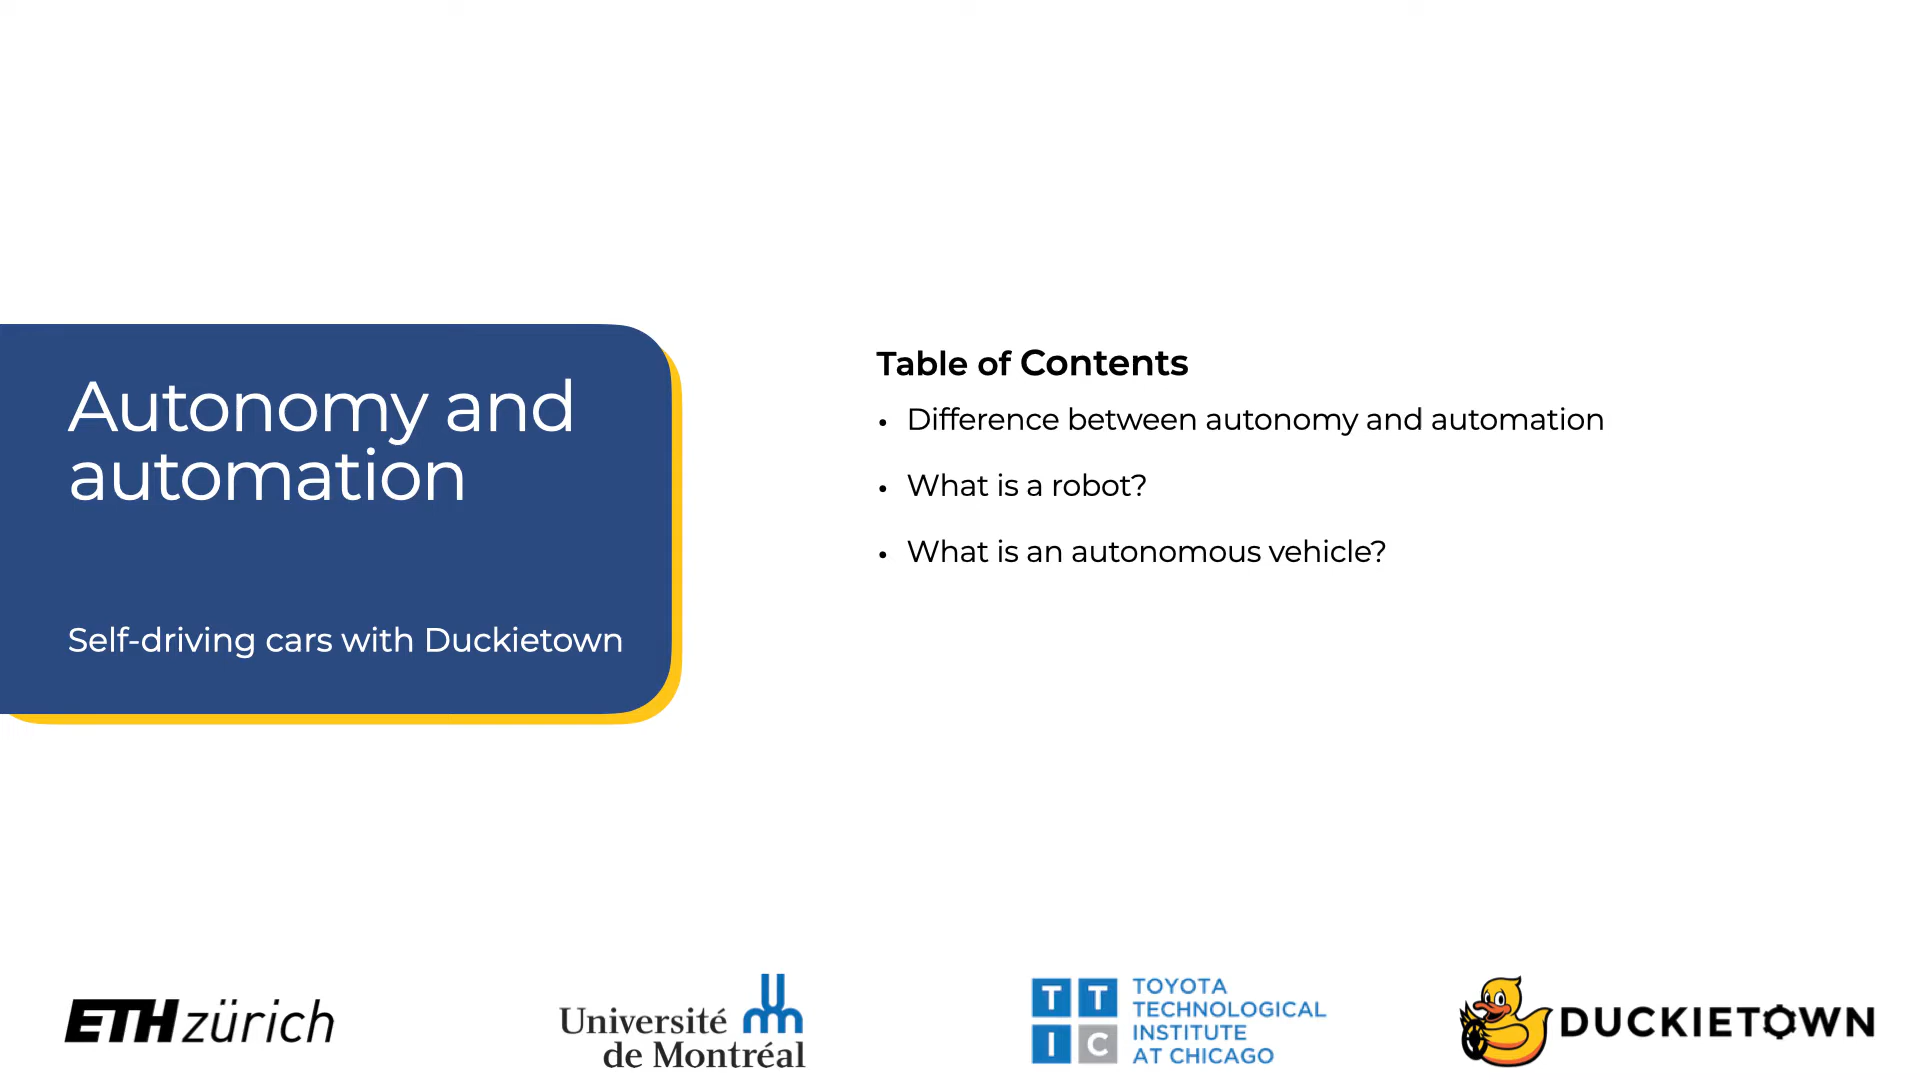 Autonomy and
automation
Self-driving cars with Duckietown
Table of Contents
• Difference between autonomy and automation
• What is a robot?
• What is an autonomous vehicle?
ETH zürich
Université
de Montréal
T T
I C
TOYOTA
TECHNOLOGICAL
INSTITUTE
AT CHICAGO
DUCKIETOWN